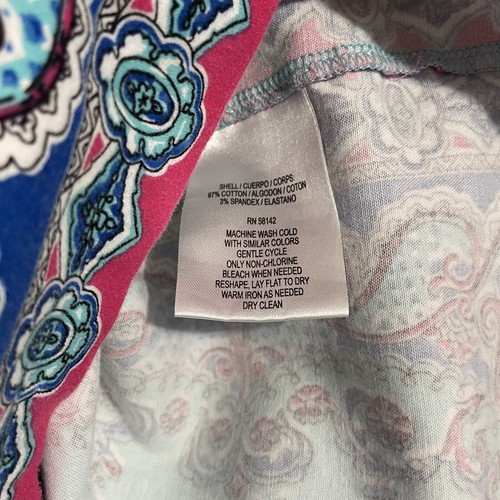 SHELL / CUERPO / CORPS
97% COTTON / ALGODON / COTON
3% SPANDEX / ELASTANO
RN 58142
MACHINE WASH COLD
WITH SIMILAR COLORS
GENTLE CYCLE
ONLY NON-CHLORINE
BLEACH WHEN NEEDED
RESHAPE, LAY FLAT TO DRY
WARM IRON AS NEEDED
DRY CLEAN